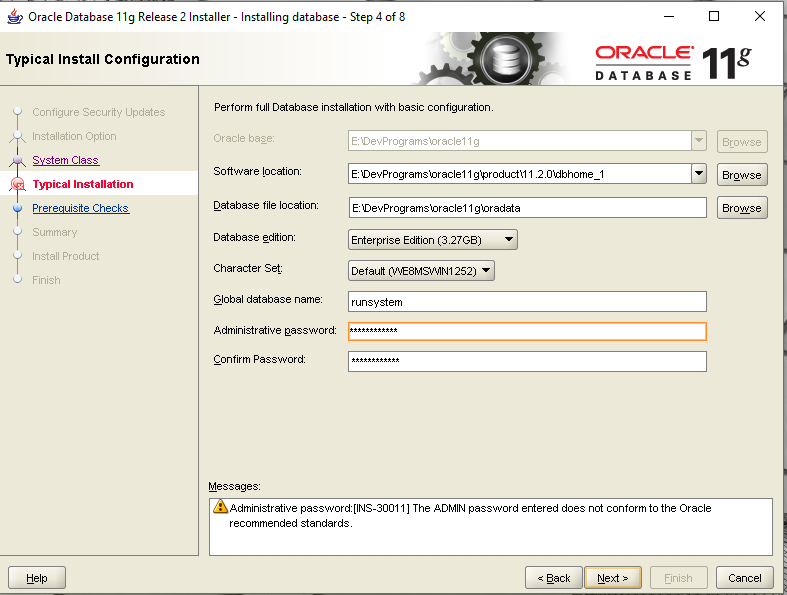 Oracle Database 11g Release 2 Installer - Installing database - Step 4 of 8
Typical Install Configuration
ORACLE
DATABASE 11g
Configure Security Updates
Installation Option
System Class
Typical Installation
Prerequisite Checks
Summary
Install Product
Finish
Perform full Database installation with basic configuration.
Oracle base: E:\DevPrograms\oracle11g Browse
Software location: E:\DevPrograms\oracle11g\product\11.2.0\dbhome_1 Browse
Database file location: E:\DevPrograms\oracle11g\oradata Browse
Database edition: Enterprise Edition (3.27GB)
Character Set: Default (WE8MSWIN1252)
Global database name: runsystem
Administrative password: ************
Confirm Password: ************
Messages:
Administrative password:[INS-30011] The ADMIN password entered does not conform to the Oracle
recommended standards.
Help < Back Next > Finish Cancel